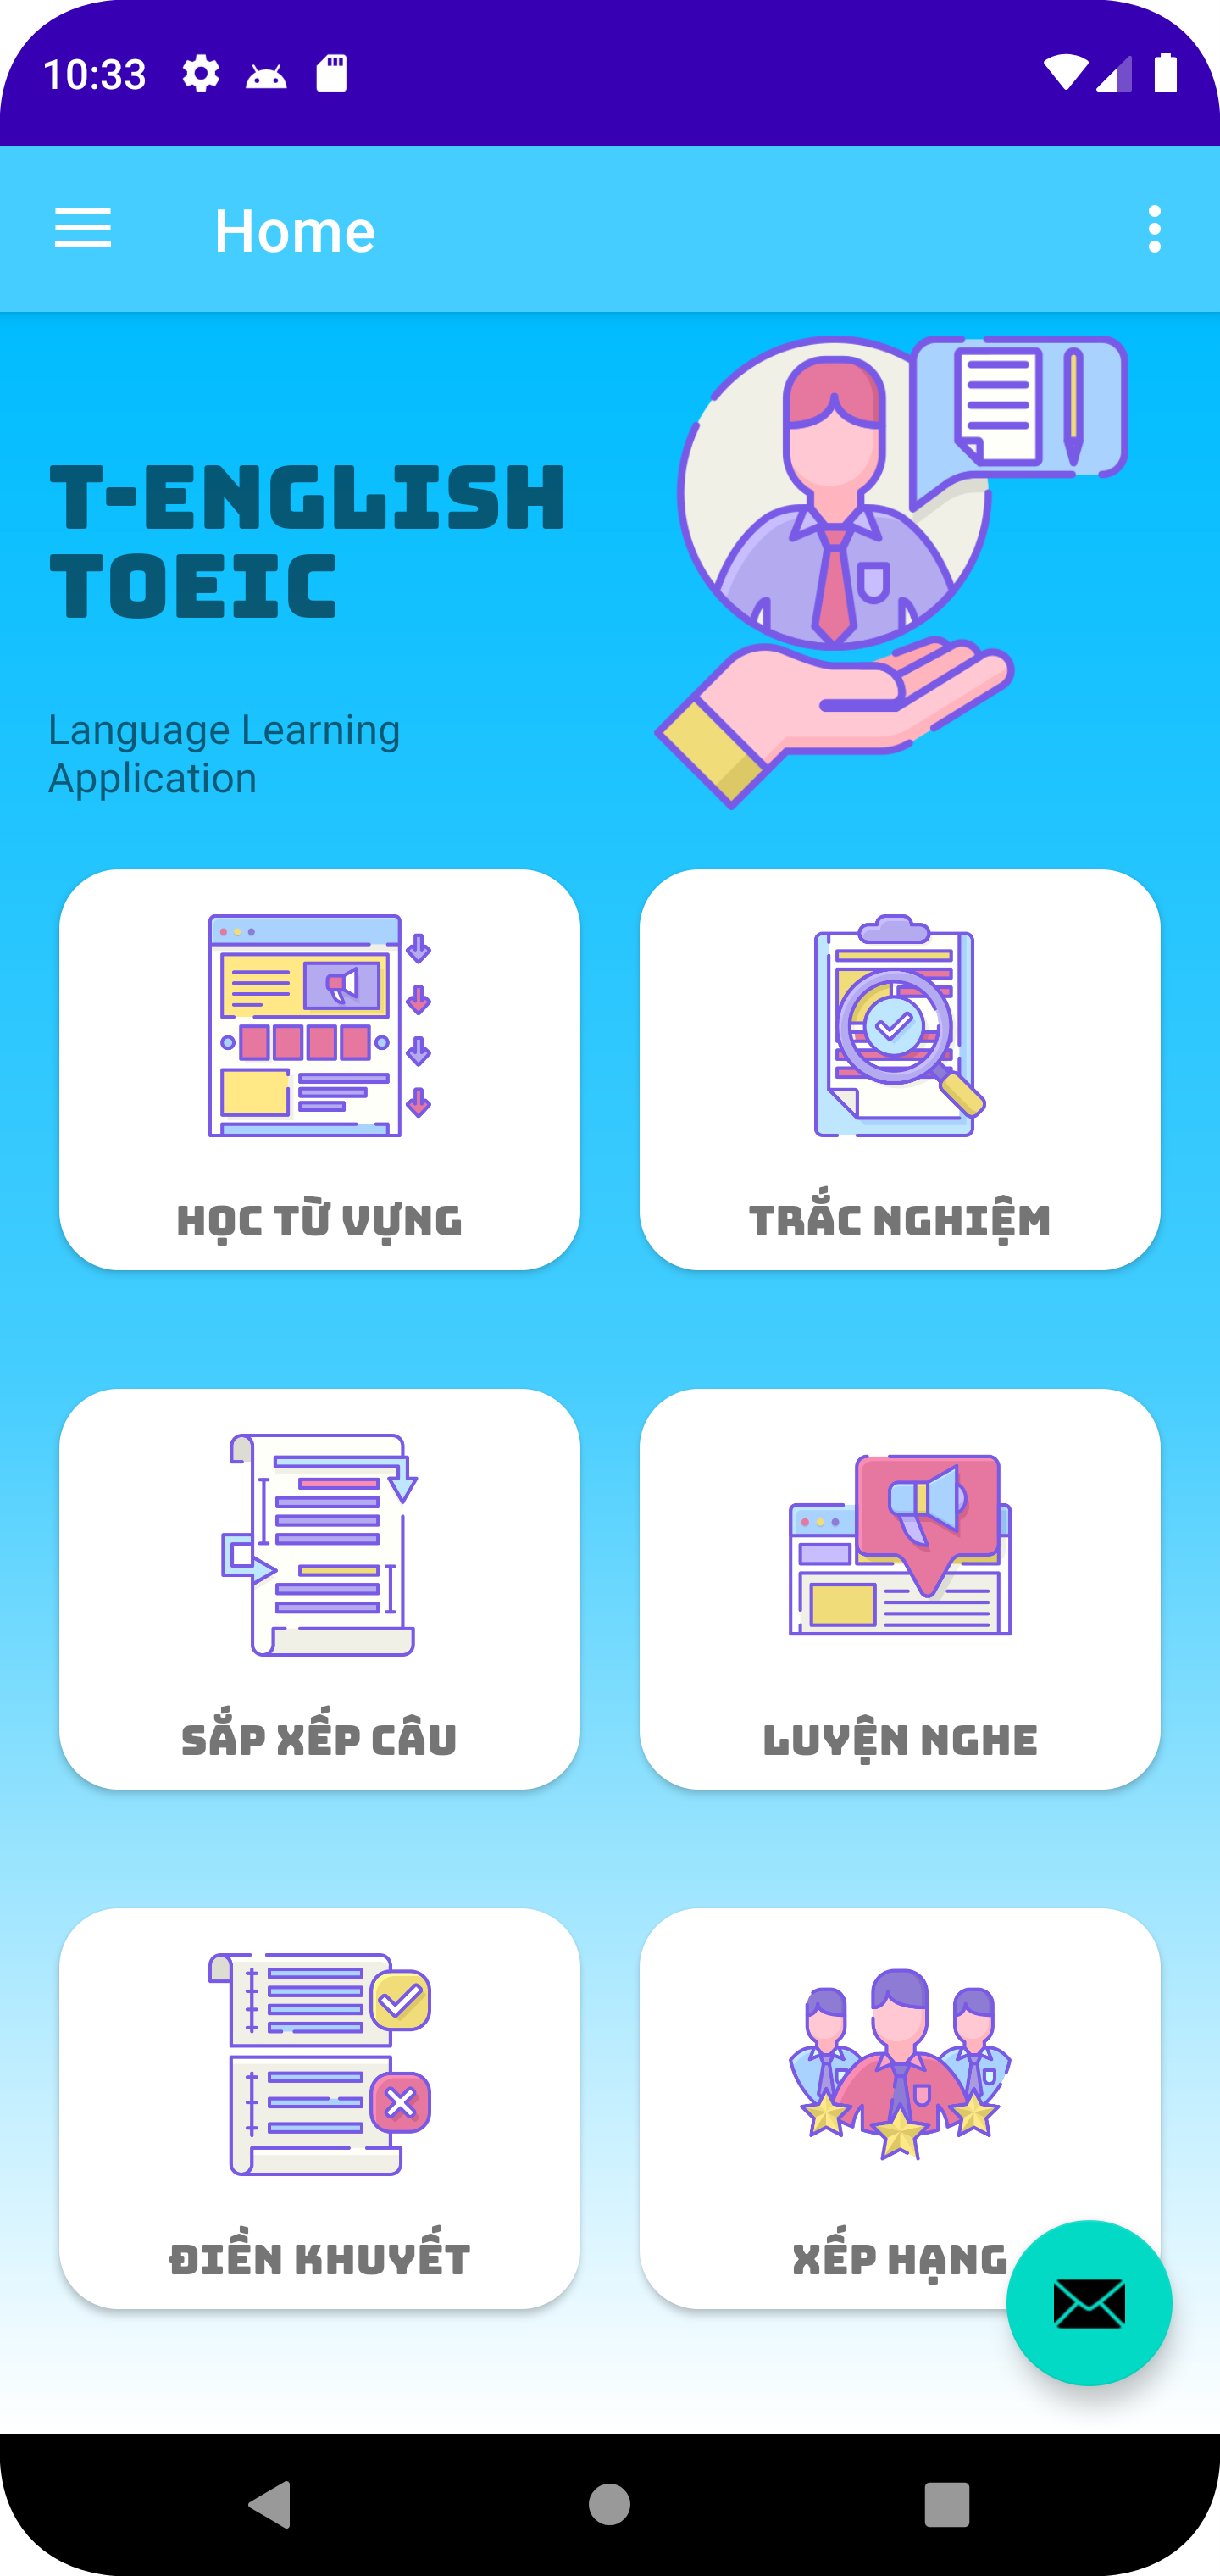 10:33
Home
T-ENGLISH
TOEIC
Language Learning
Application
HỌC TỪ VỰNG
TRẮC NGHIỆM
SẮP XẾP CÂU
LUYỆN NGHE
ĐIỀN KHUYẾT
XẾP HẠNG